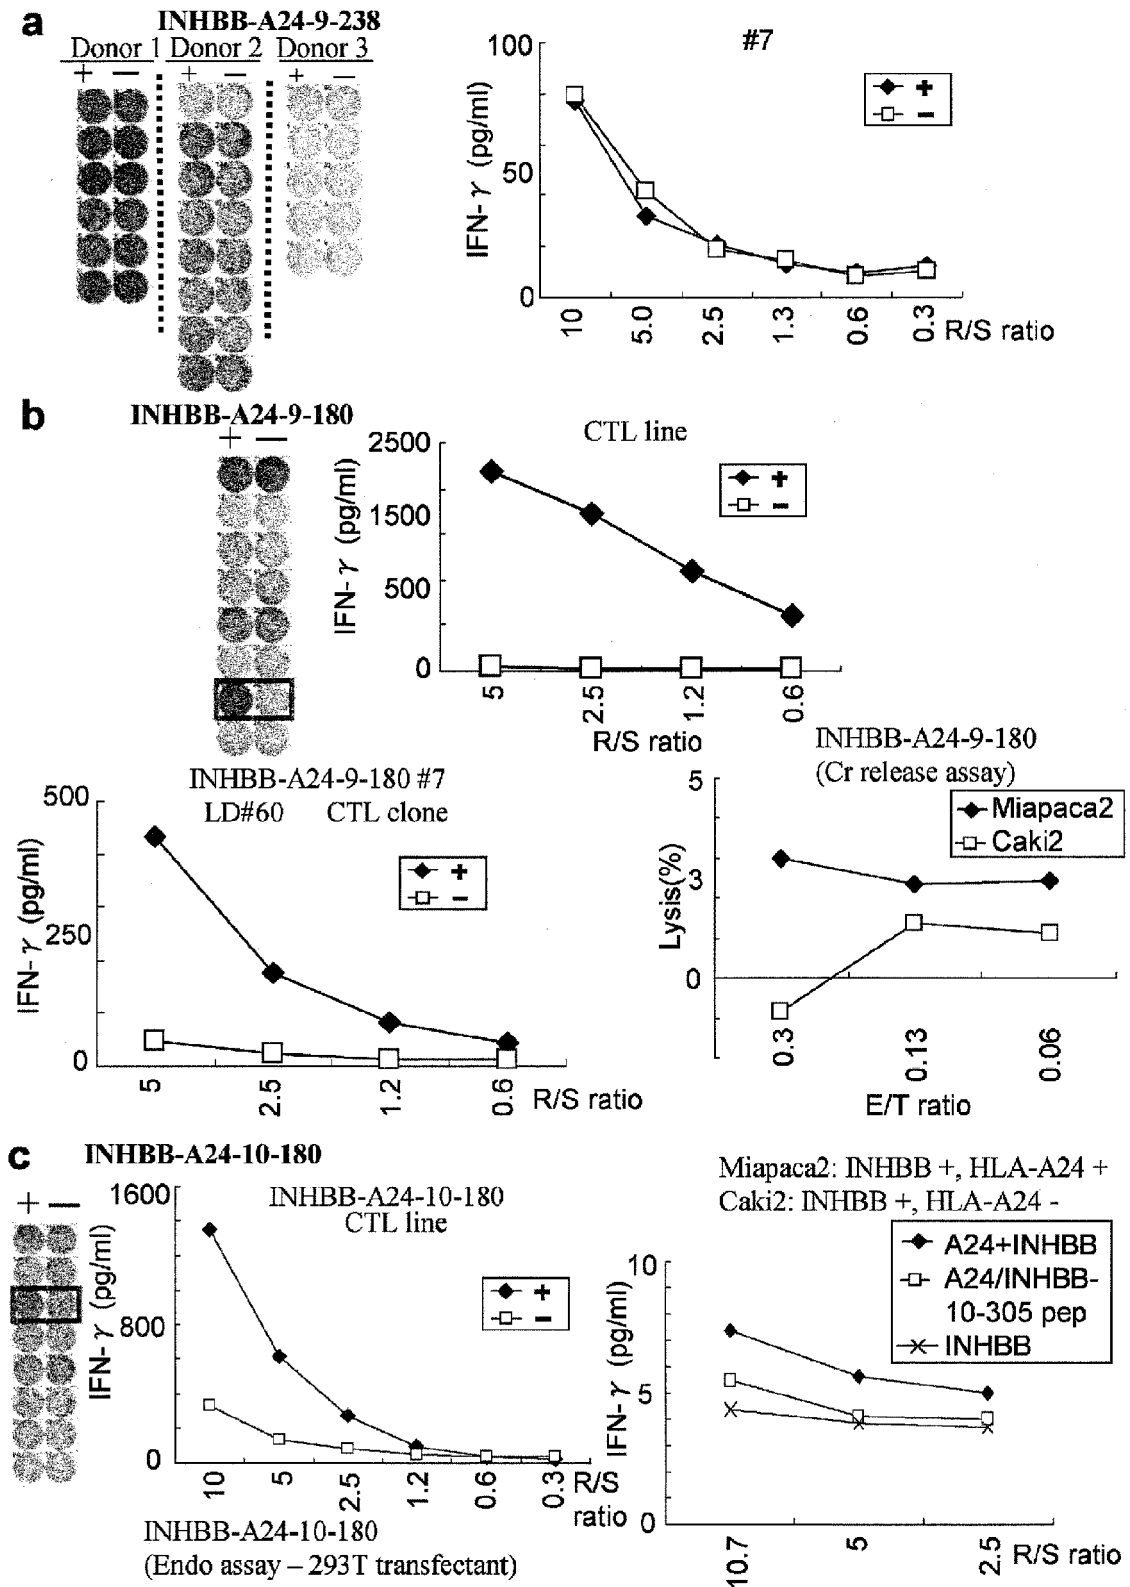 a
INHBB-A24-9-238
Donor 1 Donor 2 Donor 3
+ − + − + −
#7
IFN-γ (pg/ml)
100
50
0
+
−
10 5.0 2.5 1.3 0.6 0.3 R/S ratio
b
INHBB-A24-9-180
+ −
CTL line
IFN-γ (pg/ml)
2500
1500
500
0
+
−
5 2.5 1.2 0.6
R/S ratio
INHBB-A24-9-180 #7
LD#60 CTL clone
IFN-γ (pg/ml)
500
250
0
+
−
5 2.5 1.2 0.6 R/S ratio
INHBB-A24-9-180
(Cr release assay)
Lysis(%)
5
3
0
Miapaca2
Caki2
0.3 0.13 0.06
E/T ratio
c
INHBB-A24-10-180
+ −
INHBB-A24-10-180
CTL line
IFN-γ (pg/ml)
1600
800
0
+
−
10 5 2.5 1.2 0.6 0.3 R/S
ratio
INHBB-A24-10-180
(Endo assay – 293T transfectant)
Miapaca2: INHBB +, HLA-A24 +
Caki2: INHBB +, HLA-A24 -
A24+INHBB
A24/INHBB-
10-305 pep
INHBB
IFN-γ (pg/ml)
10
5
0
10.7 5 2.5 R/S ratio